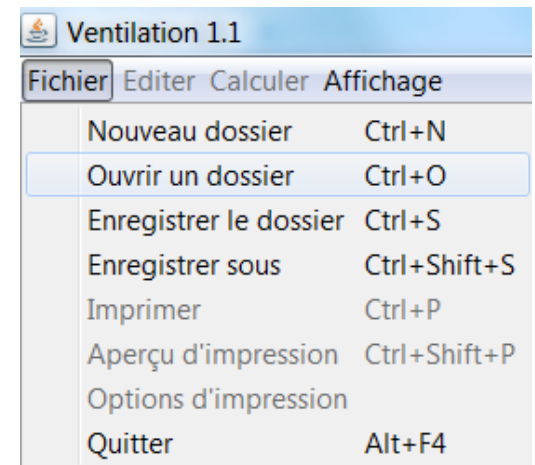 Ventilation 1.1
Fichier Editer Calculer Affichage
Nouveau dossier Ctrl+N
Ouvrir un dossier Ctrl+O
Enregistrer le dossier Ctrl+S
Enregistrer sous Ctrl+Shift+S
Imprimer Ctrl+P
Aperçu d'impression Ctrl+Shift+P
Options d'impression
Quitter Alt+F4